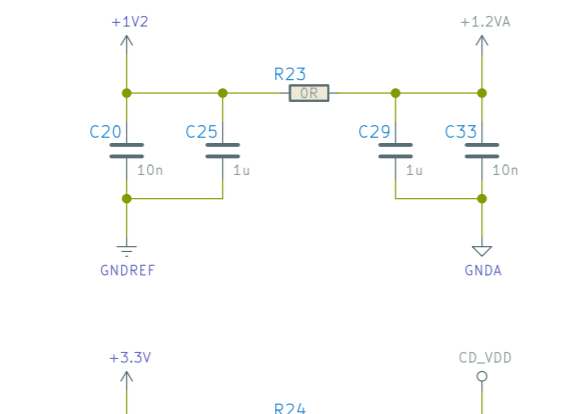 +1V2 +1.2VA
R23
0R
C20 C25 C29 C33
10n 1u 1u 10n
GNDREF GNDA
+3.3V CD_VDD
R24